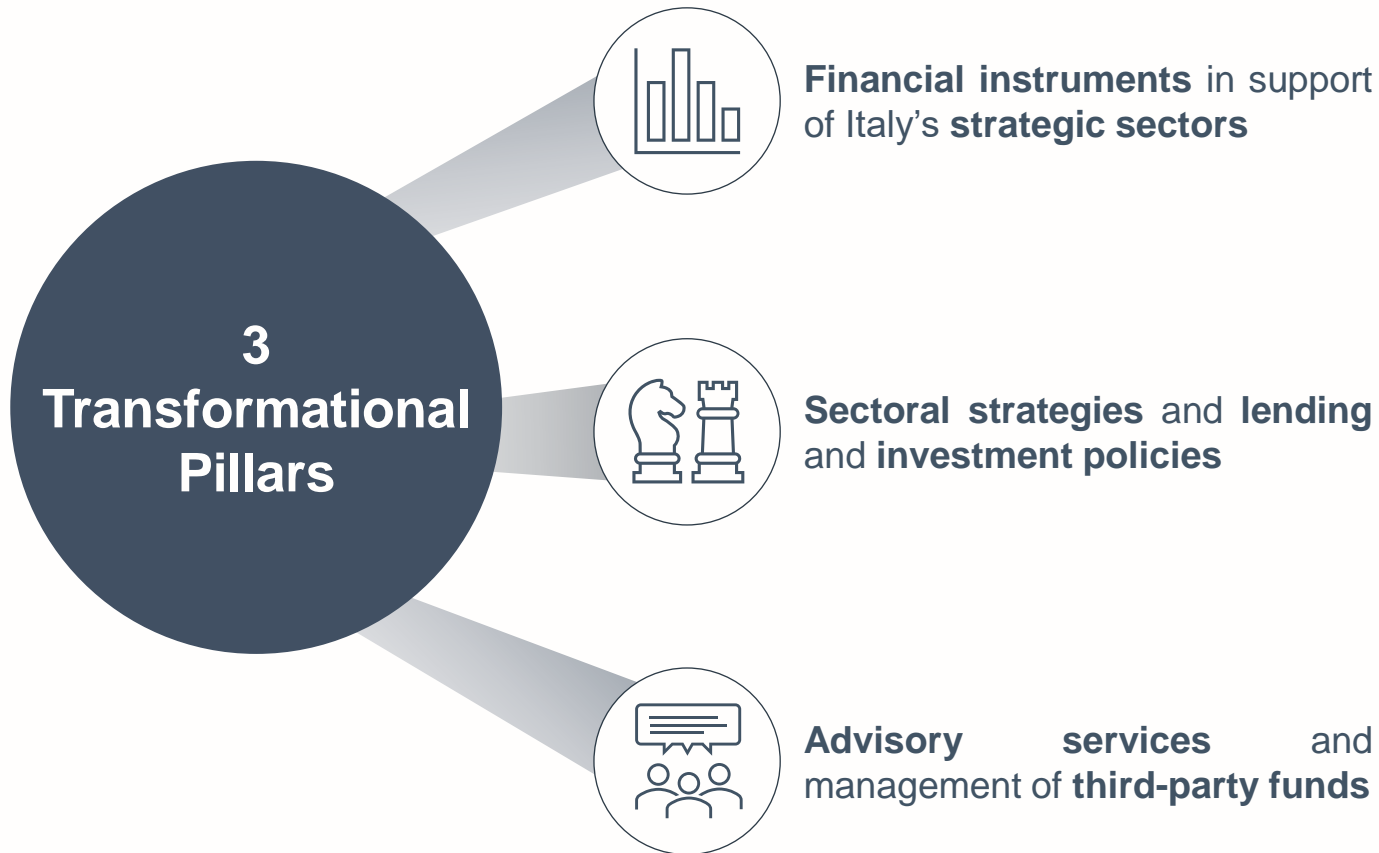 3
Transformational
Pillars
Financial instruments in support
of Italy’s strategic sectors
Sectoral strategies and lending
and investment policies
Advisory services and
management of third-party funds